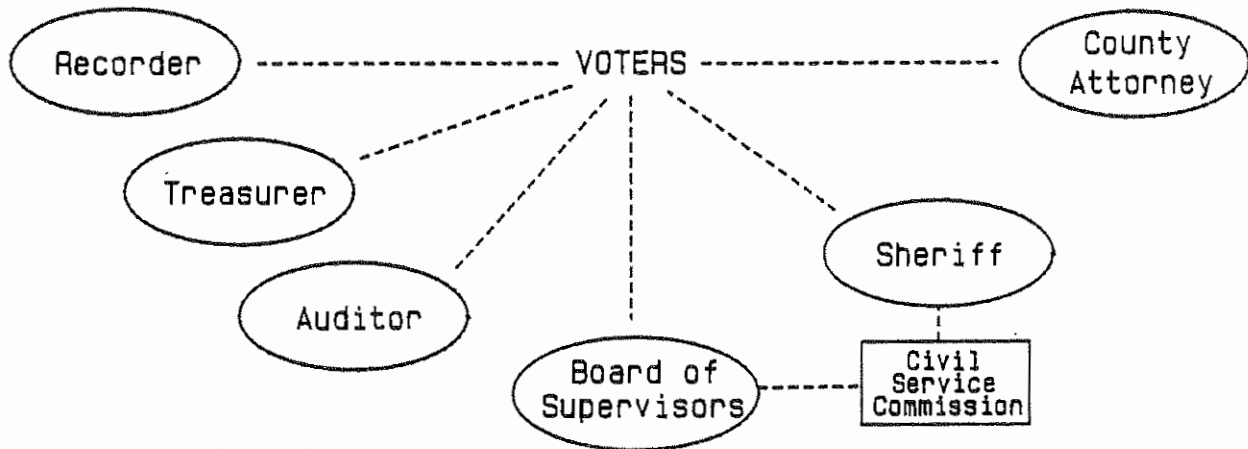 Recorder
VOTERS
County
Attorney
Treasurer
Sheriff
Auditor
Board of
Supervisors
Civil
Service
Commission